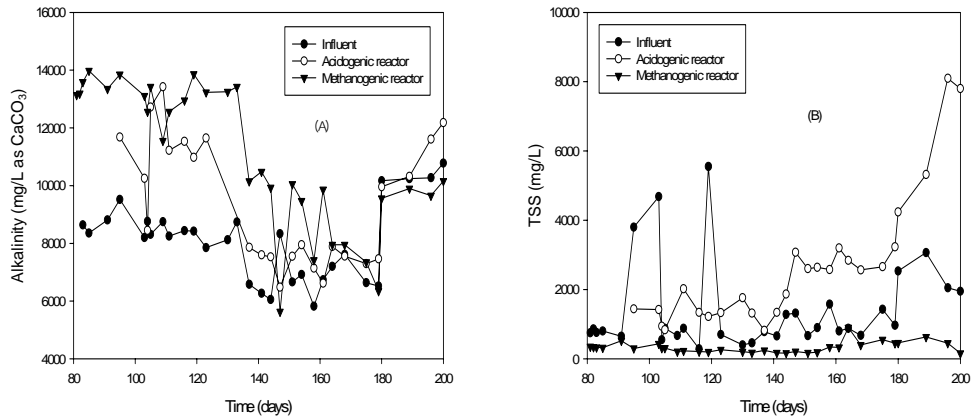 16000
14000
12000
10000
8000
6000
4000
Alkalinity (mg/L as CaCO3)
Influent
Acidogenic reactor
Methanogenic reactor
(A)
80 100 120 140 160 180 200
Time (days)
10000
8000
6000
4000
2000
0
TSS (mg/L)
Influent
Acidogenic reactor
Methanogenic reactor
(B)
80 100 120 140 160 180 200
Time (days)